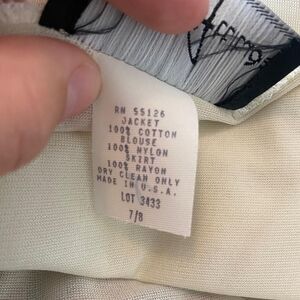 RN 55126
JACKET
100% COTTON
BLOUSE
100% NYLON
SKIRT
100% RAYON
DRY CLEAN ONLY
MADE IN U.S.A.
LOT 3433
7/8